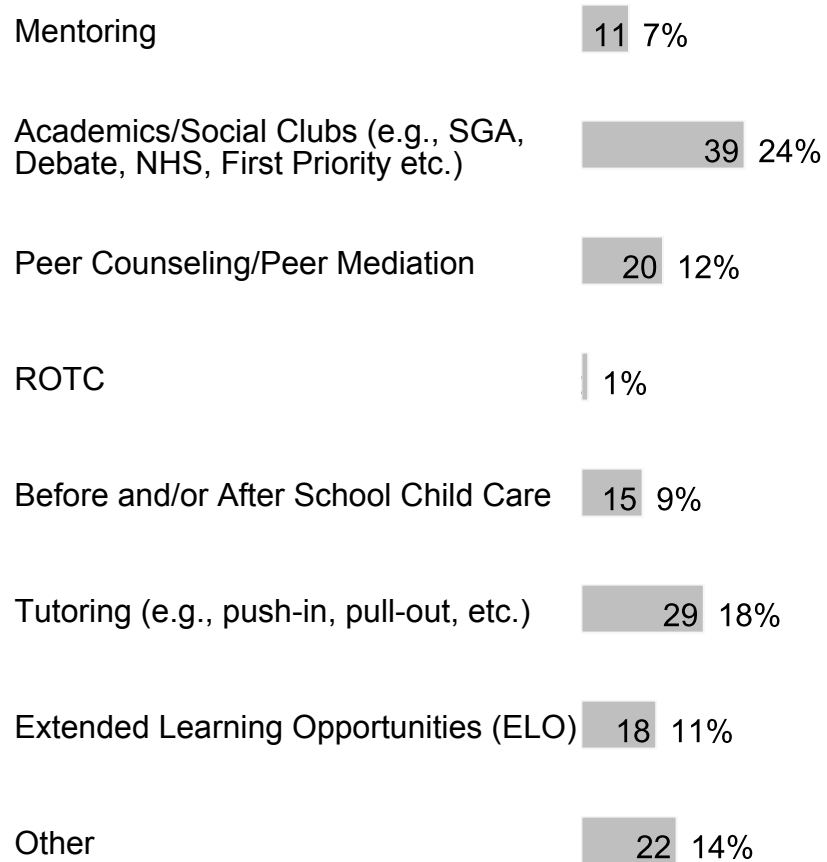 Mentoring 11 7%
Academics/Social Clubs (e.g., SGA,
Debate, NHS, First Priority etc.) 39 24%
Peer Counseling/Peer Mediation 20 12%
ROTC 1%
Before and/or After School Child Care 15 9%
Tutoring (e.g., push-in, pull-out, etc.) 29 18%
Extended Learning Opportunities (ELO) 18 11%
Other 22 14%